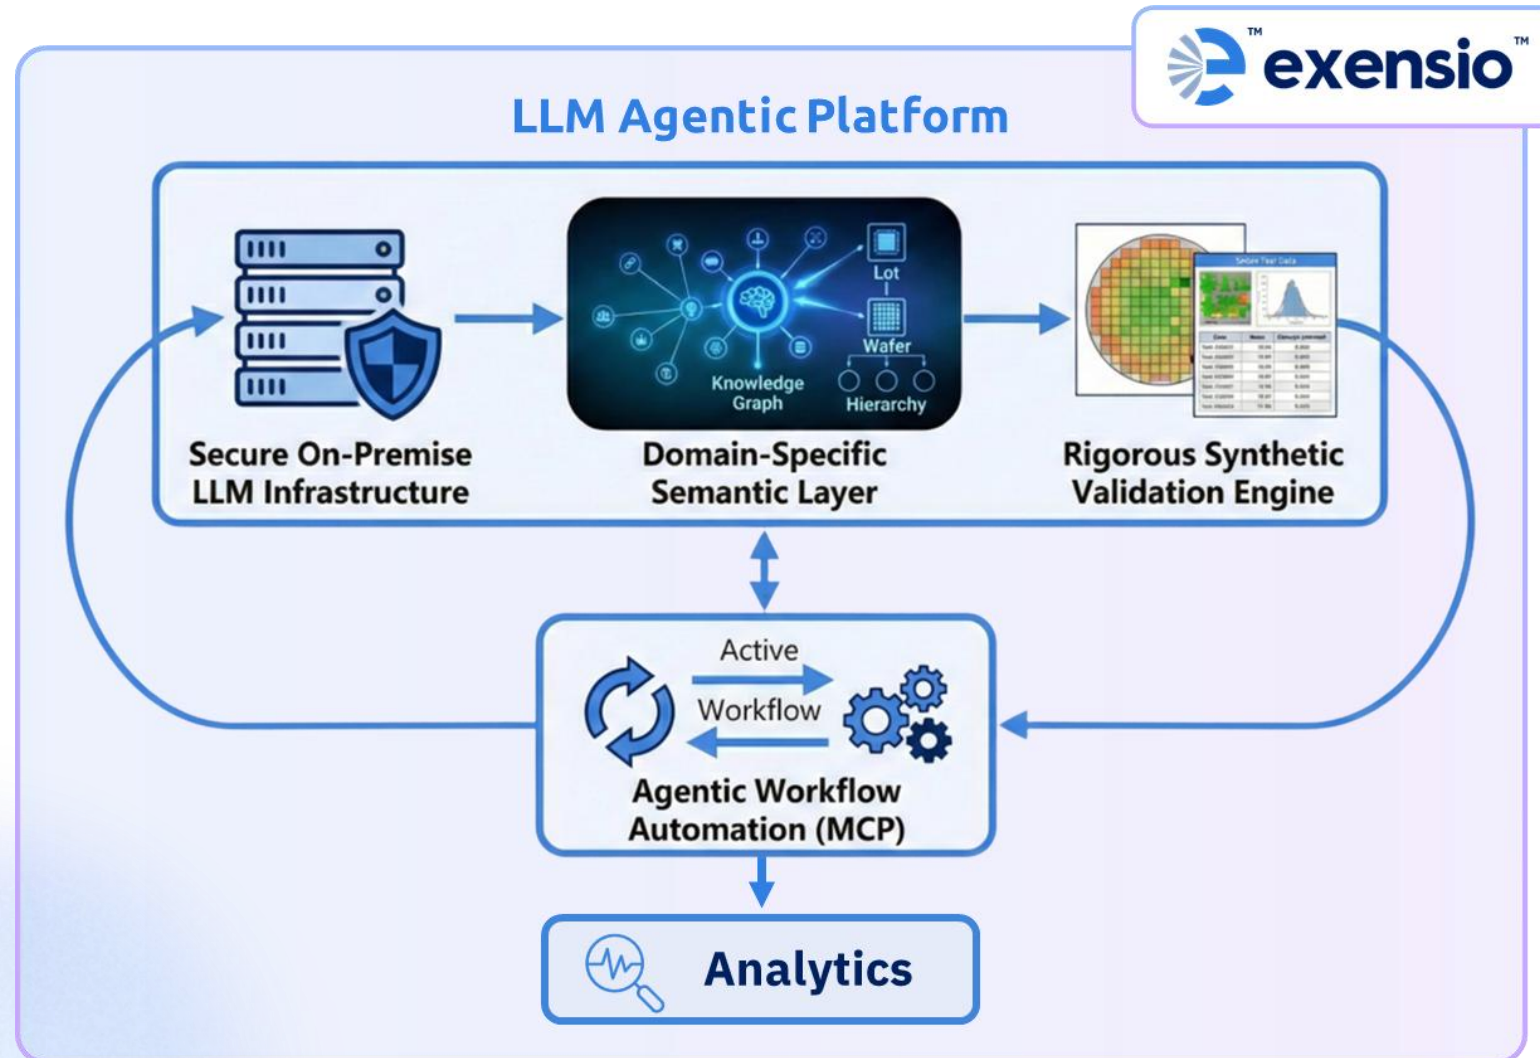 exensio™
LLM Agentic Platform
Lot
Wafer
Knowledge
Graph
Hierarchy
Secure On-Premise
LLM Infrastructure
Domain-Specific
Semantic Layer
Rigorous Synthetic
Validation Engine
Active
Workflow
Agentic Workflow
Automation (MCP)
Analytics